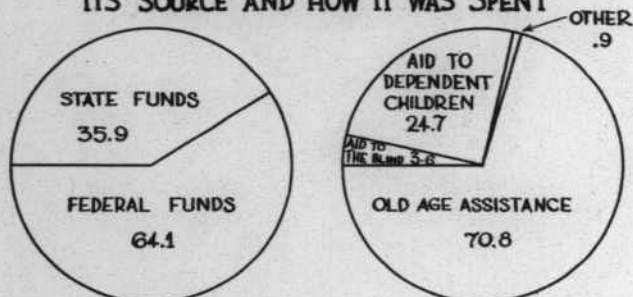 ITS SOURCE AND HOW IT WAS SPENT
STATE FUNDS
35.9
FEDERAL FUNDS
64.1
OTHER
.9
AID TO
DEPENDENT
CHILDREN
24.7
AID TO
THE BLIND 3.6
OLD AGE ASSISTANCE
70.8